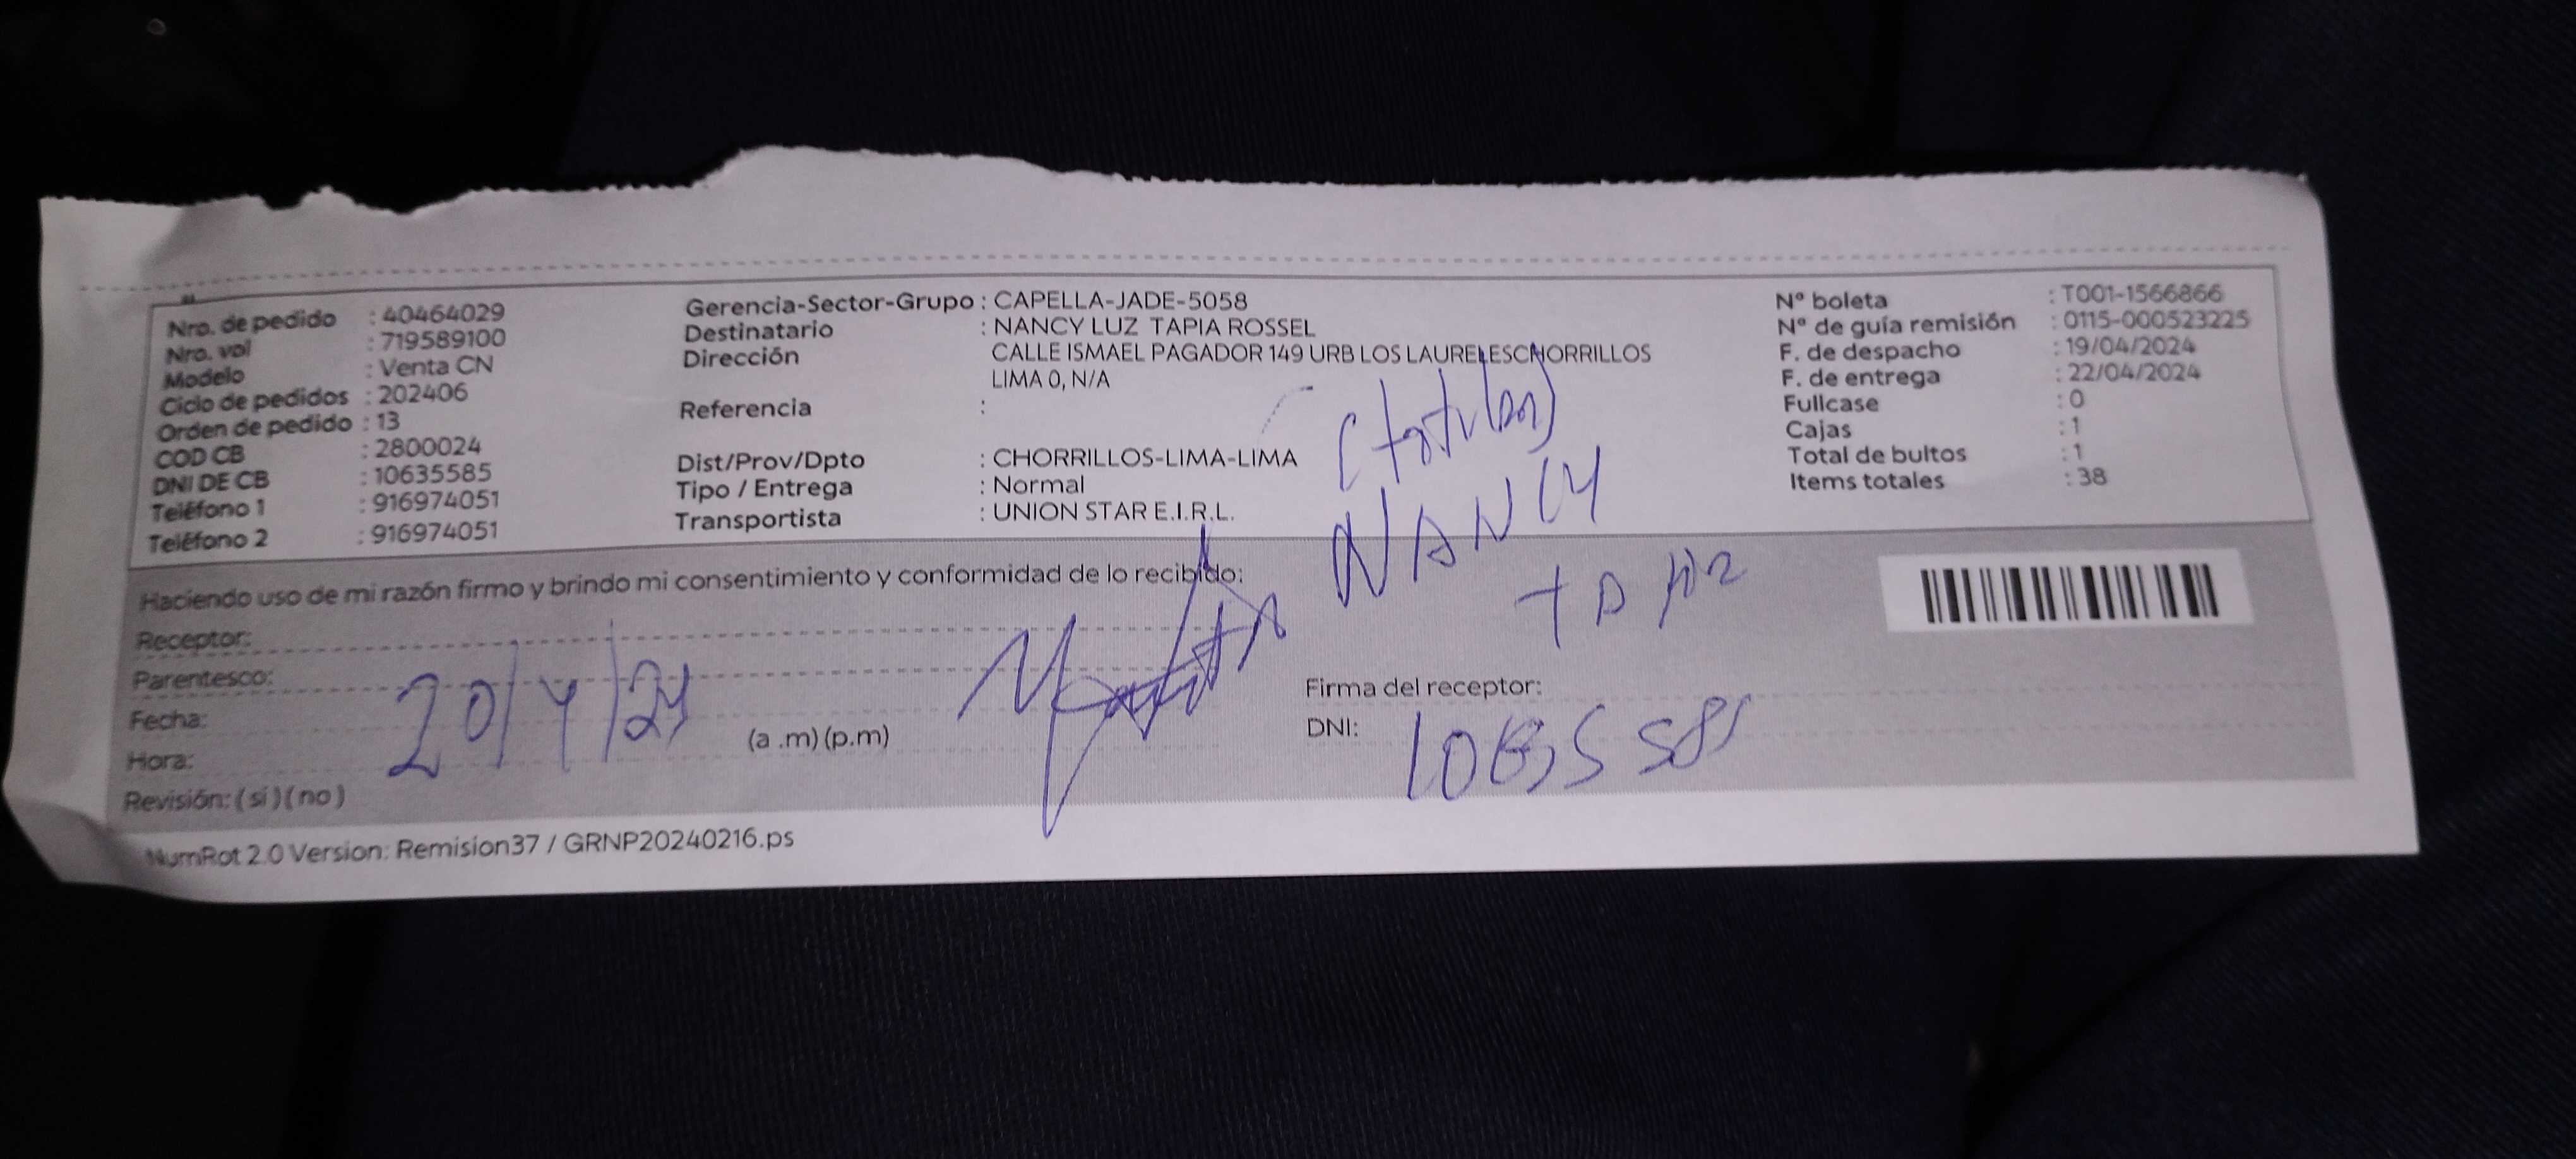 Nro. de pedido : 40464029
Nro. vol : 719589100
Modelo : Venta CN
Ciclo de pedidos : 202406
Orden de pedido : 13
COD CB : 2800024
DNI DE CB : 10635585
Teléfono 1 : 916974051
Teléfono 2 : 916974051
Gerencia-Sector-Grupo : CAPELLA-JADE-5058
Destinatario : NANCY LUZ TAPIA ROSSEL
Dirección CALLE ISMAEL PAGADOR 149 URB LOS LAURELESCHORRILLOS
LIMA 0, N/A
Referencia :
Dist/Prov/Dpto : CHORRILLOS-LIMA-LIMA
Tipo / Entrega : Normal
Transportista : UNION STAR E.I.R.L.
N° boleta : T001-1566866
N° de guía remisión : 0115-000523225
F. de despacho : 19/04/2024
F. de entrega : 22/04/2024
Fullcase : 0
Cajas : 1
Total de bultos : 1
Items totales : 38
(titular)
NANCY
TAPIA
Haciendo uso de mi razón firmo y brindo mi consentimiento y conformidad de lo recibido:
Receptor:
Parentesco:
Fecha: 20/4/24
Hora: (a .m) (p.m)
Revisión: ( si ) ( no )
Firma del receptor:
DNI: 10635585
NumRot 2.0 Version: Remision37 / GRNP20240216.ps